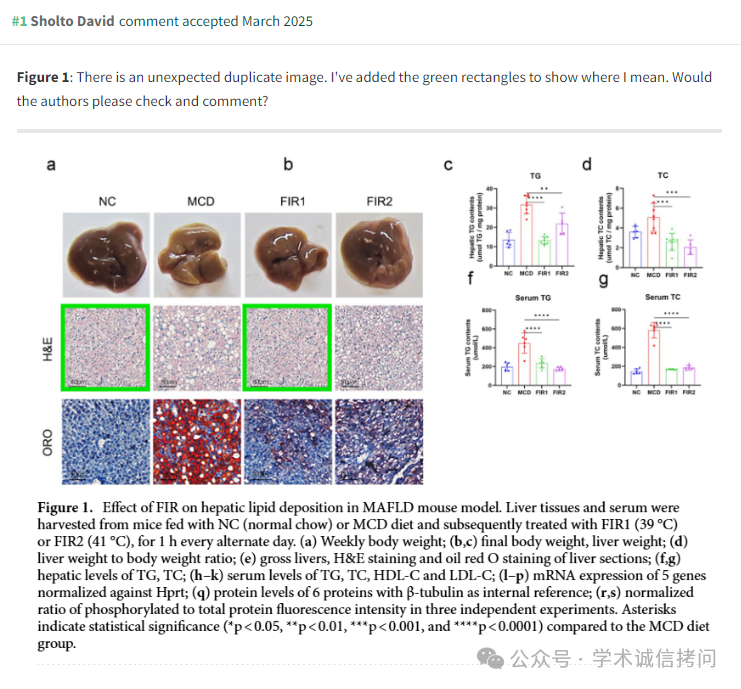 #1 Sholto David comment accepted March 2025
Figure 1: There is an unexpected duplicate image. I've added the green rectangles to show where I mean. Would
the authors please check and comment?
a
b
c
d
NC
MCD
FIR1
FIR2
H&E
ORO
TG
Hepatic TG contents
(umol TG / mg protein)
40
30
20
10
0
**
****
NC MCD FIR1 FIR2
TC
Hepatic TC contents
(umol TC / mg protein)
8
6
4
2
0
***
***
NC MCD FIR1 FIR2
f
Serum TG
Serum TG contents
(umol/L)
800
600
400
200
0
****
****
NC MCD FIR1 FIR2
g
Serum TC
Serum TC contents
(umol/L)
800
600
400
200
0
****
****
NC MCD FIR1 FIR2
Figure 1. Effect of FIR on hepatic lipid deposition in MAFLD mouse model. Liver tissues and serum were
harvested from mice fed with NC (normal chow) or MCD diet and subsequently treated with FIR1 (39 °C)
or FIR2 (41 °C), for 1 h every alternate day. (a) Weekly body weight; (b,c) final body weight, liver weight; (d)
liver weight to body weight ratio; (e) gross livers, H&E staining and oil red O staining of liver sections; (f,g)
hepatic levels of TG, TC; (h–k) serum levels of TG, TC, HDL-C and LDL-C; (l–p) mRNA expression of 5 genes
normalized against Hprt; (q) protein levels of 6 proteins with β-tubulin as internal reference; (r,s) normalized
ratio of phosphorylated to total protein fluorescence intensity in three independent experiments. Asterisks
indicate statistical significance (*p<0.05, **p<0.01, ***p<0.001, and ****p<0.0001) compared to the MCD diet
group.
公众号 · 学术诚信拷问